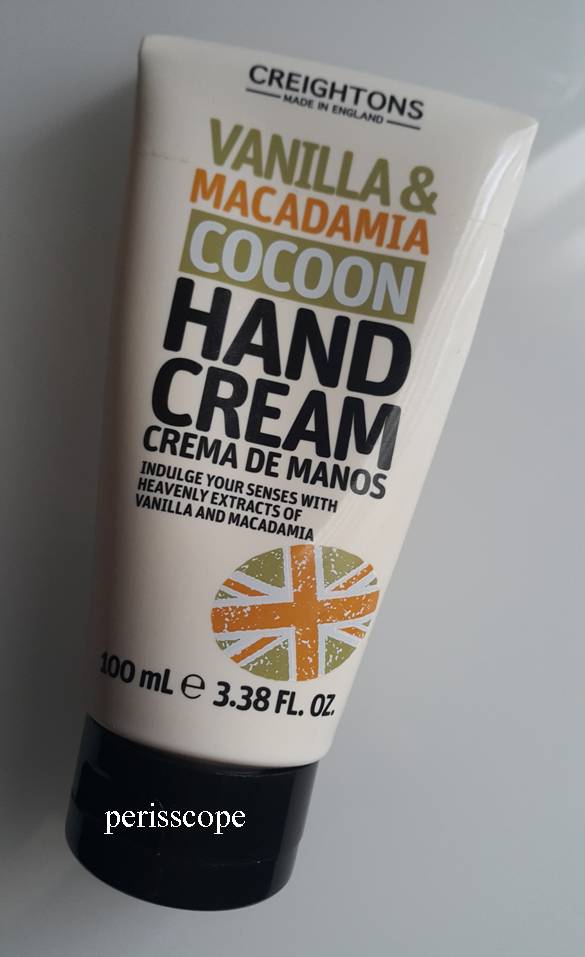 CREIGHTONS
MADE IN ENGLAND
VANILLA &
MACADAMIA
COCOON
HAND
CREAM
CREMA DE MANOS
INDULGE YOUR SENSES WITH
HEAVENLY EXTRACTS OF
VANILLA AND MACADAMIA
100 mL ℮ 3.38 FL. OZ.
perisscope